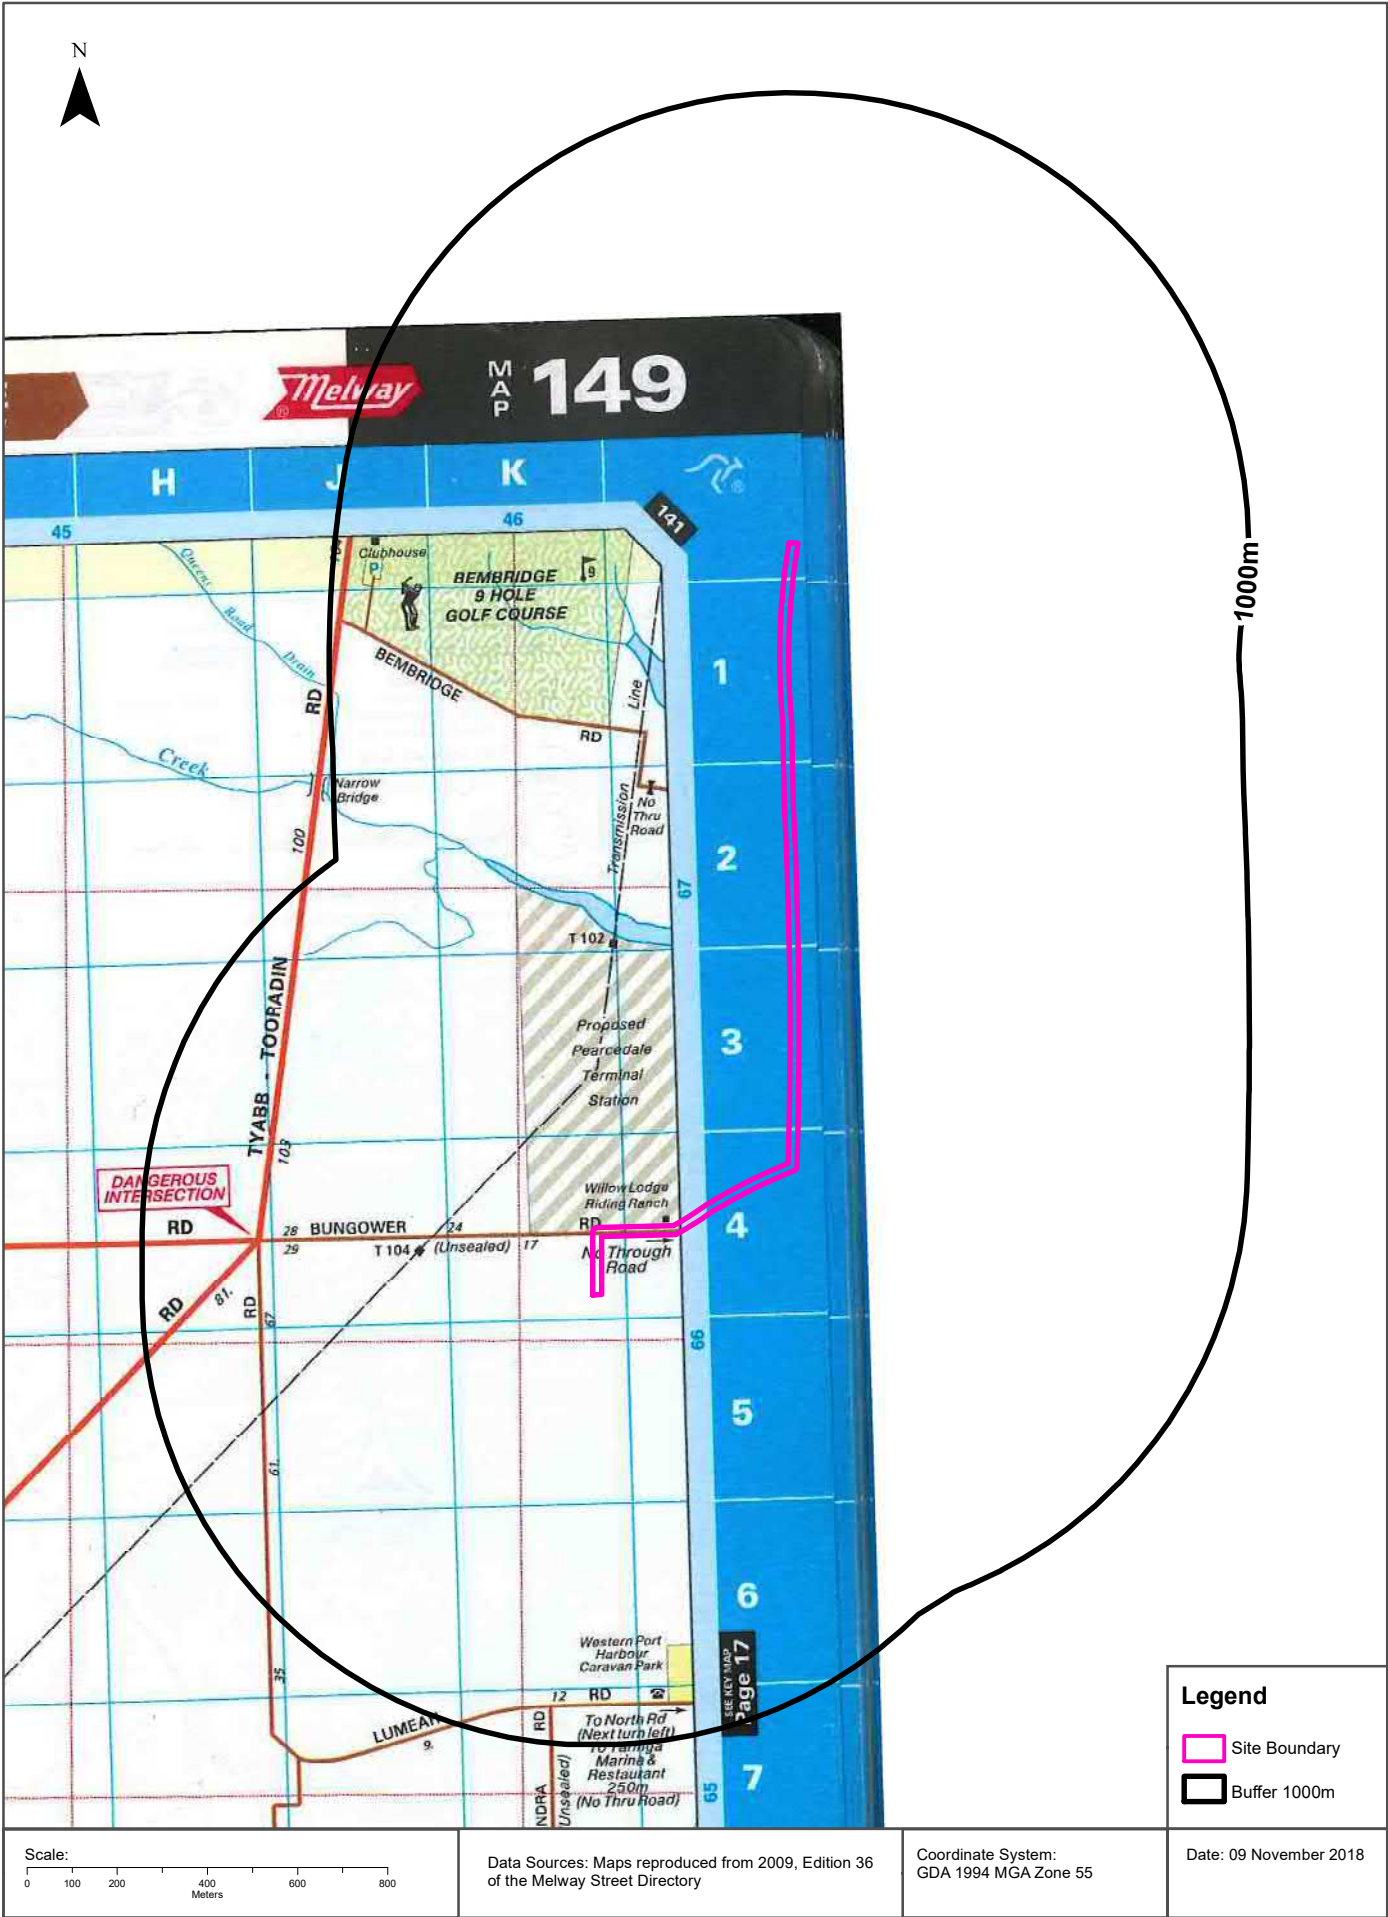 N
Melway
®
MAP
149
H
J
K
®
45
46
141
Clubhouse
P
BEMBRIDGE
9 HOLE
GOLF COURSE
9
Queens
Road
Drain
BEMBRIDGE
RD
RD
Line
1
1000m
Creek
Narrow
Bridge
No
Thru
Road
Transmission
100
2
67
T 102
TYABB - TOORADIN
Proposed
Pearcedale
Terminal
Station
3
103
DANGEROUS
INTERSECTION
Willow Lodge
Riding Ranch
RD
28
BUNGOWER
24
RD
4
29
T 104
(Unsealed)
17
No Through
Road
RD
81.
RD
67
66
5
61.
6
Western Port
Harbour
Caravan Park
SEE KEY MAP
Page 17
35
12
RD
LUMEAH
9.
RD
To North Rd
(Next turn left)
To Yaringa
Marina &
Restaurant
250m
(No Thru Road)
NDRA
(Unsealed)
65
7
Legend
Site Boundary
Buffer 1000m
Scale:
0 100 200 400 600 800
Meters
Data Sources: Maps reproduced from 2009, Edition 36
of the Melway Street Directory
Coordinate System:
GDA 1994 MGA Zone 55
Date: 09 November 2018